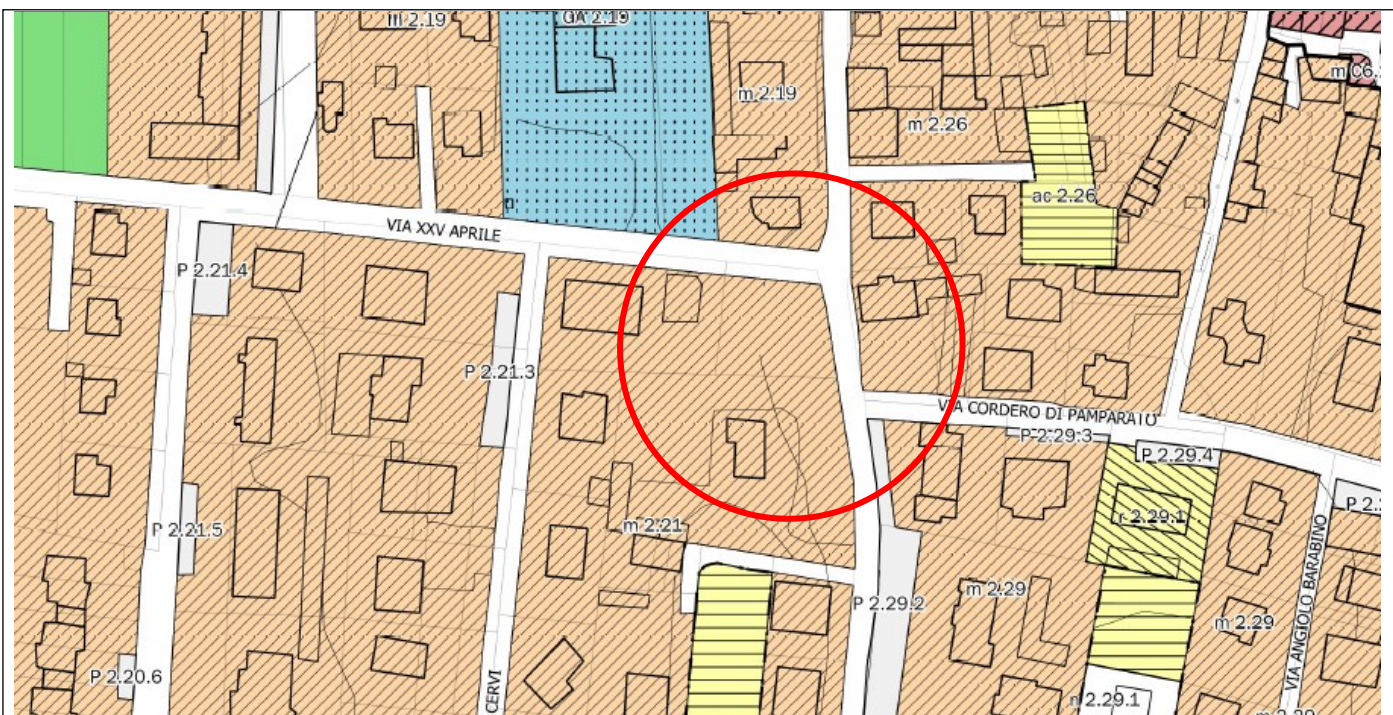 m 2.19
GA 2.19
m 2.19
m 2.26
ac 2.26
VIA XXV APRILE
P 2.21.4
P 2.21.3
VIA CORDERO DI PAMPARATO
P 2.29.3
P 2.29.4
r 2.29.1
P 2.21.5
m 2.21
P 2.29.2
m 2.29
m 2.29
VIA ANGIOLO BARABINO
P 2.20.6
CERVI
n 2.29.1